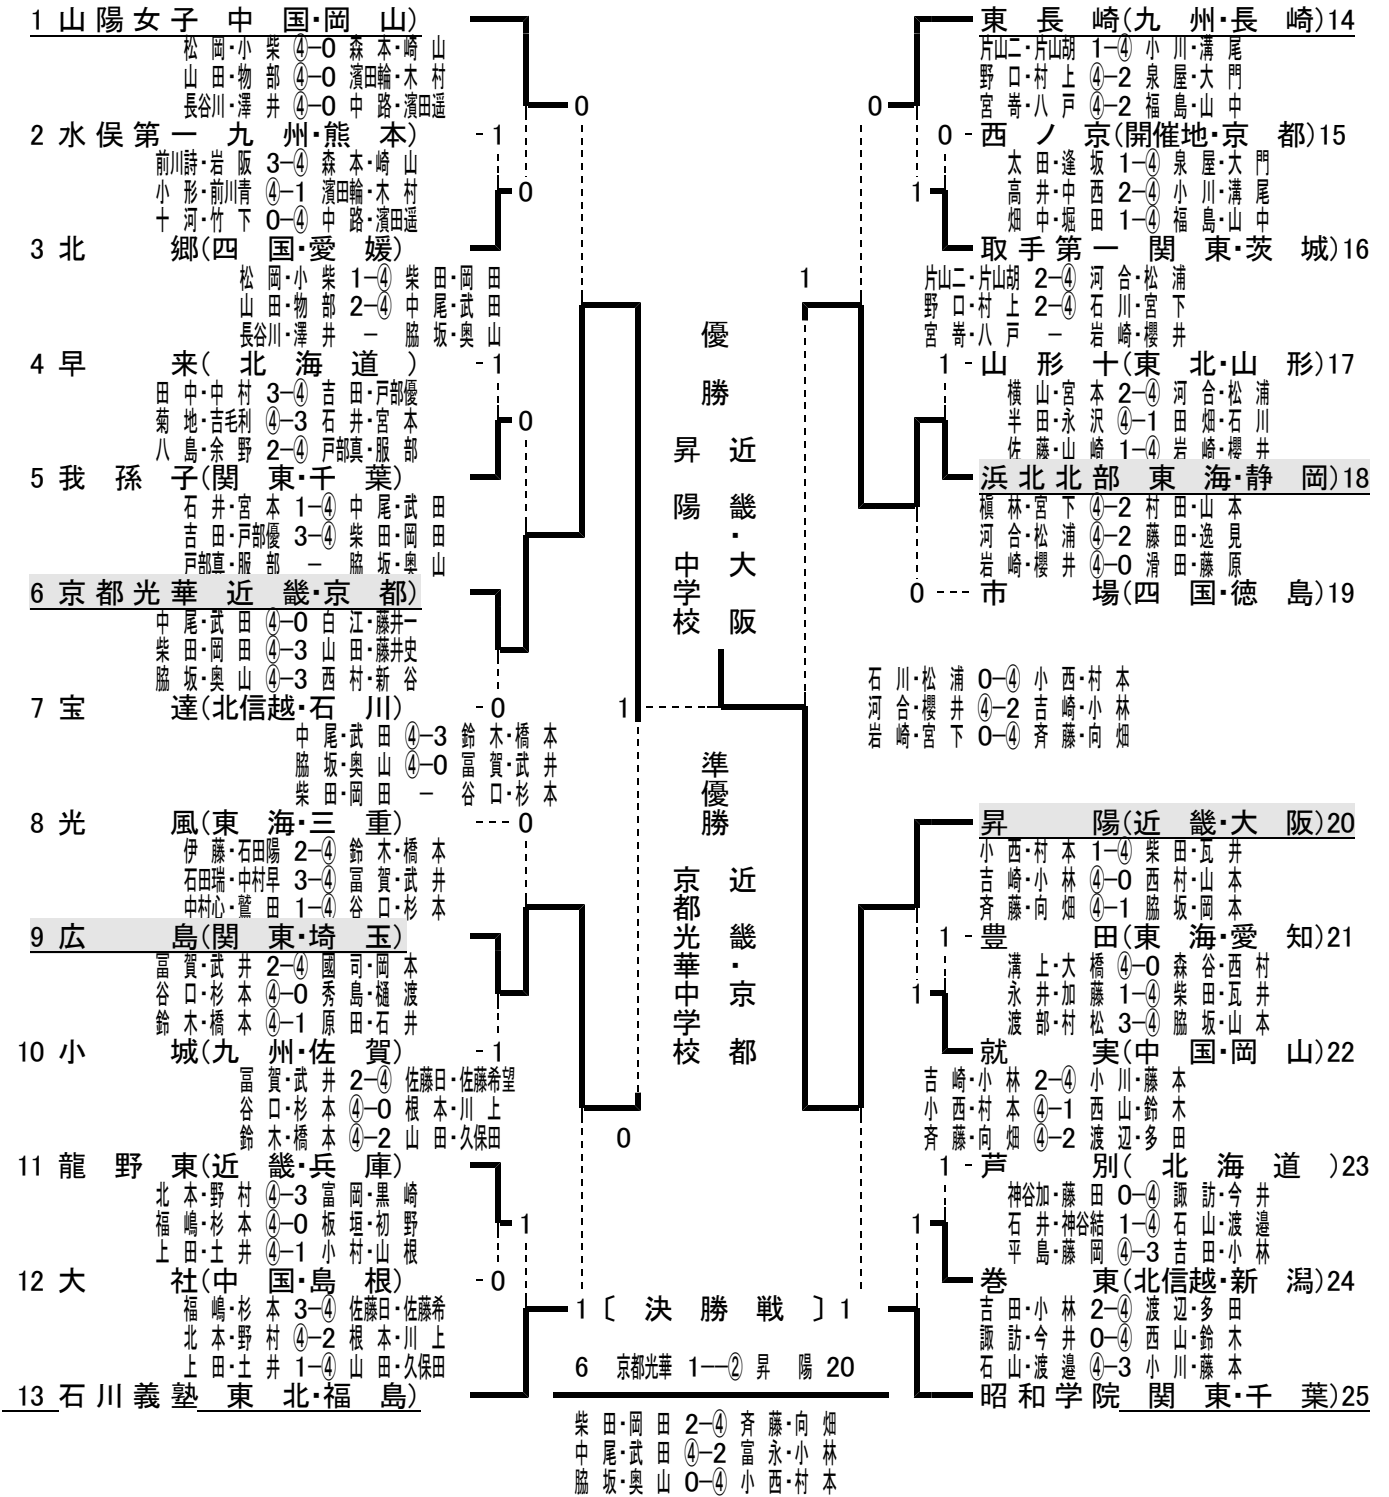 1 山陽女子 中国・岡山)
松岡・小柴 ④−0 森本・崎山
山田・物部 ④−0 濱田輪・木村
長谷川・澤井 ④−0 中路・濱田遥
0
2 水俣第一 九州・熊本) 1
前川詩・岩阪 3−④ 森本・崎山
小形・前川青 ④−1 濱田輪・木村
十河・竹下 0−④ 中路・濱田遥
0
3 北郷(四国・愛媛)
松岡・小柴 1−④ 柴田・岡田
山田・物部 2−④ 中尾・武田
長谷川・澤井 − 脇坂・奥山
4 早来(北海道) 1
田中・中村 3−④ 吉田・戸部優
菊地・吉毛利 ④−3 石井・宮本
八島・余野 2−④ 戸部真・服部
0
5 我孫子(関東・千葉)
石井・宮本 1−④ 中尾・武田
吉田・戸部優 3−④ 柴田・岡田
戸部真・服部 − 脇坂・奥山
6 京都光華 近畿・京都)
中尾・武田 ④−0 白江・藤井一
柴田・岡田 ④−3 山田・藤井史
脇坂・奥山 ④−3 西村・新谷
7 宝達(北信越・石川) 0
1
中尾・武田 ④−3 鈴木・橋本
脇坂・奥山 ④−0 冨賀・武井
柴田・岡田 − 谷口・杉本
8 光風(東海・三重) 0
伊藤・石田陽 2−④ 鈴木・橋本
石田瑞・中村早 3−④ 冨賀・武井
中村心・鷲田 1−④ 谷口・杉本
9 広島(関東・埼玉)
冨賀・武井 2−④ 國司・岡本
谷口・杉本 ④−0 秀島・樋渡
鈴木・橋本 ④−1 原田・石井
10 小城(九州・佐賀) 1
冨賀・武井 2−④ 佐藤日・佐藤希望
谷口・杉本 ④−0 根本・川上
鈴木・橋本 ④−2 山田・久保田
0
11 龍野東(近畿・兵庫)
北本・野村 ④−3 富岡・黒崎
福嶋・杉本 ④−0 板垣・初野
上田・土井 ④−1 小村・山根
1
12 大社(中国・島根) 0
福嶋・杉本 3−④ 佐藤日・佐藤希
北本・野村 ④−2 根本・川上
上田・土井 1−④ 山田・久保田
1
13 石川義塾 東北・福島)
優勝
近畿・大阪
昇陽中学校
準優勝
近畿・京都
京都光華中学校
〔決勝戦〕
6 京都光華 1−−② 昇陽 20
柴田・岡田 2−④ 斉藤・向畑
中尾・武田 ④−2 富永・小林
脇坂・奥山 0−④ 小西・村本
東長崎(九州・長崎)14
片山二・片山胡 1−④ 小川・溝尾
野口・村上 ④−2 泉屋・大門
宮嵜・八戸 ④−2 福島・山中
0
0 西ノ京(開催地・京都)15
太田・逢坂 1−④ 泉屋・大門
高井・中西 2−④ 小川・溝尾
畑中・堀田 1−④ 福島・山中
1
取手第一 関東・茨城)16
片山二・片山胡 2−④ 河合・松浦
野口・村上 2−④ 石川・宮下
宮嵜・八戸 − 岩崎・櫻井
1
1 山形十(東北・山形)17
横山・宮本 2−④ 河合・松浦
半田・永沢 ④−1 田畑・石川
佐藤・山崎 1−④ 岩崎・櫻井
浜北北部 東海・静岡)18
槇林・宮下 ④−2 村田・山本
河合・松浦 ④−2 藤田・逸見
岩崎・櫻井 ④−0 滑田・藤原
0 市場(四国・徳島)19
石川・松浦 0−④ 小西・村本
河合・櫻井 ④−2 吉崎・小林
岩崎・宮下 0−④ 斉藤・向畑
昇陽(近畿・大阪)20
小西・村本 1−④ 柴田・瓦井
吉崎・小林 ④−0 西村・山本
斉藤・向畑 ④−1 脇坂・岡本
1 豊田(東海・愛知)21
溝上・大橋 ④−0 森谷・西村
永井・加藤 1−④ 柴田・瓦井
渡部・村松 3−④ 脇坂・山本
1
就実(中国・岡山)22
吉崎・小林 2−④ 小川・藤本
小西・村本 ④−1 西山・鈴木
斉藤・向畑 ④−2 渡辺・多田
1 芦別(北海道)23
神谷加・藤田 0−④ 諏訪・今井
石井・神谷結 1−④ 石山・渡邉
平島・藤岡 ④−3 吉田・小林
1
巻東(北信越・新潟)24
吉田・小林 2−④ 渡辺・多田
諏訪・今井 0−④ 西山・鈴木
石山・渡邉 ④−3 小川・藤本
1
昭和学院 関東・千葉)25